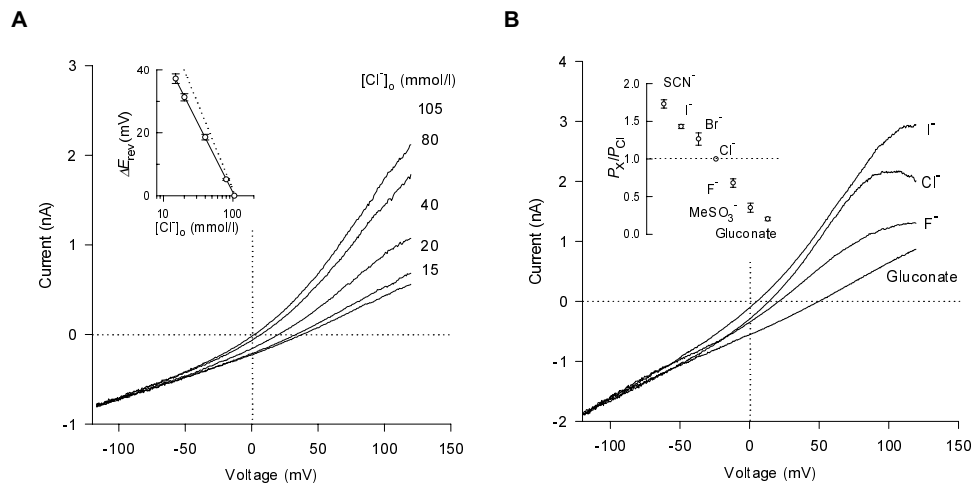 A
3
2
1
0
-1
Current (nA)
-100
-50
0
50
100
150
Voltage (mV)
40
20
0
ΔE_rev (mV)
10
100
[Cl⁻]o (mmol/l)
[Cl⁻]o (mmol/l)
105
80
40
20
15
B
4
3
2
1
0
-1
-2
Current (nA)
-100
-50
0
50
100
150
Voltage (mV)
2.0
1.5
1.0
0.5
0.0
P_X/P_Cl
SCN⁻
I⁻
Br⁻
Cl⁻
F⁻
MeSO₃⁻
Gluconate
I⁻
Cl⁻
F⁻
Gluconate